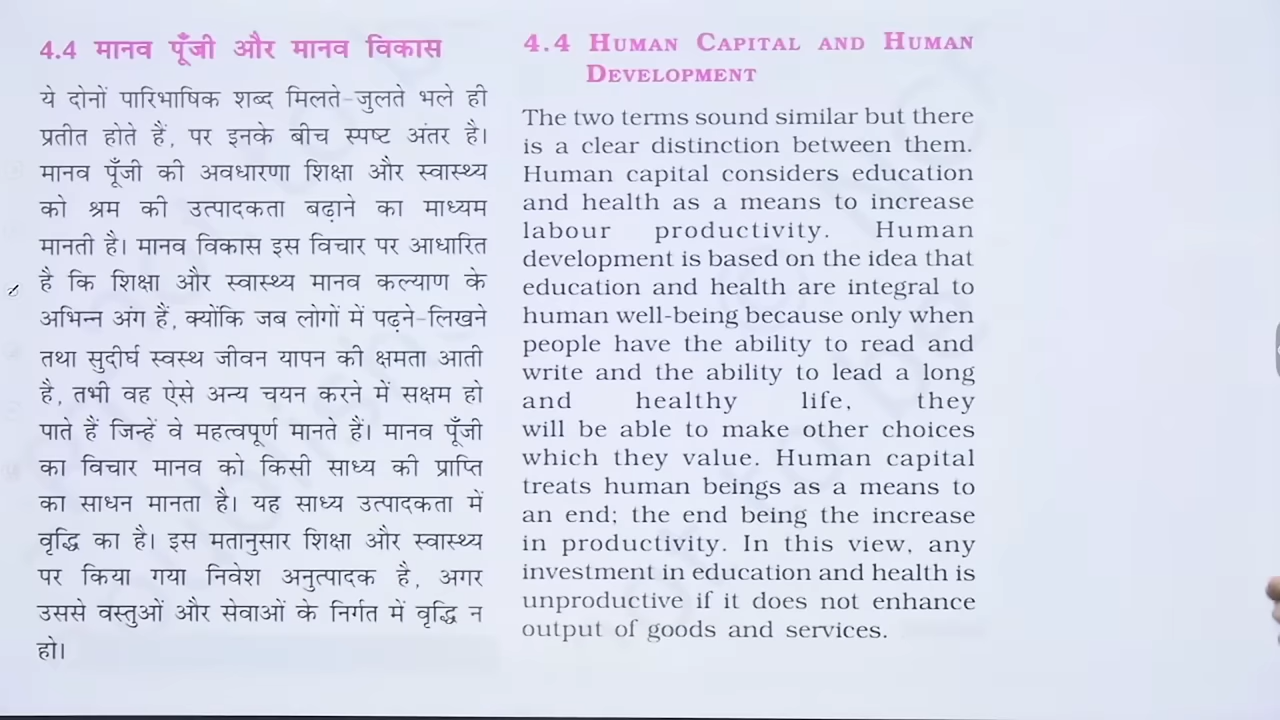 4.4 मानव पूँजी और मानव विकास
ये दोनों पारिभाषिक शब्द मिलते-जुलते भले ही
प्रतीत होते हैं, पर इनके बीच स्पष्ट अंतर है।
मानव पूँजी की अवधारणा शिक्षा और स्वास्थ्य
को श्रम की उत्पादकता बढ़ाने का माध्यम
मानती है। मानव विकास इस विचार पर आधारित
है कि शिक्षा और स्वास्थ्य मानव कल्याण के
अभिन्न अंग हैं, क्योंकि जब लोगों में पढ़ने-लिखने
तथा सुदीर्घ स्वस्थ जीवन यापन की क्षमता आती
है, तभी वह ऐसे अन्य चयन करने में सक्षम हो
पाते हैं जिन्हें वे महत्वपूर्ण मानते हैं। मानव पूँजी
का विचार मानव को किसी साध्य की प्राप्ति
का साधन मानता है। यह साध्य उत्पादकता में
वृद्धि का है। इस मतानुसार शिक्षा और स्वास्थ्य
पर किया गया निवेश अनुत्पादक है, अगर
उससे वस्तुओं और सेवाओं के निर्गत में वृद्धि न
हो।
4.4 HUMAN CAPITAL AND HUMAN
DEVELOPMENT
The two terms sound similar but there
is a clear distinction between them.
Human capital considers education
and health as a means to increase
labour productivity. Human
development is based on the idea that
education and health are integral to
human well-being because only when
people have the ability to read and
write and the ability to lead a long
and healthy life, they
will be able to make other choices
which they value. Human capital
treats human beings as a means to
an end; the end being the increase
in productivity. In this view, any
investment in education and health is
unproductive if it does not enhance
output of goods and services.